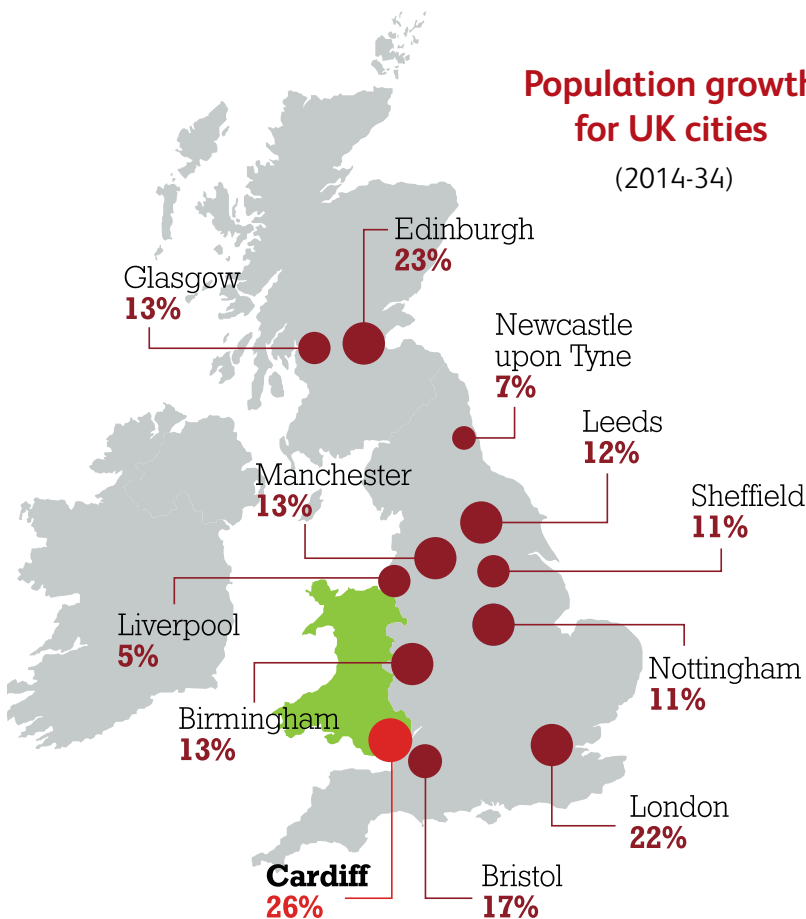 Population growth
for UK cities
(2014-34)
Edinburgh
23%
Glasgow
13%
Newcastle
upon Tyne
7%
Leeds
12%
Manchester
13%
Sheffield
11%
Liverpool
5%
Nottingham
11%
Birmingham
13%
London
22%
Cardiff
26%
Bristol
17%